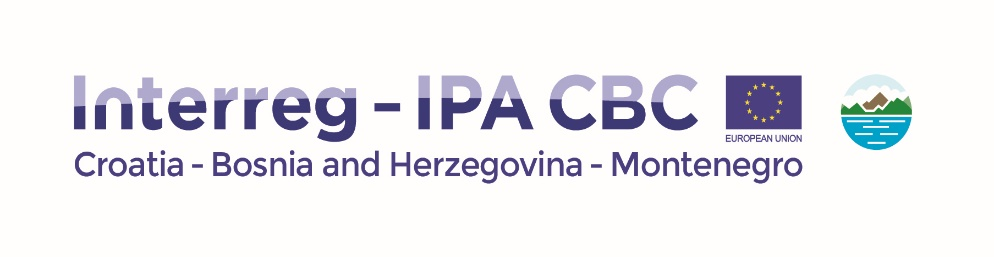 Interreg - IPA CBC
EUROPEAN UNION
Croatia - Bosnia and Herzegovina - Montenegro